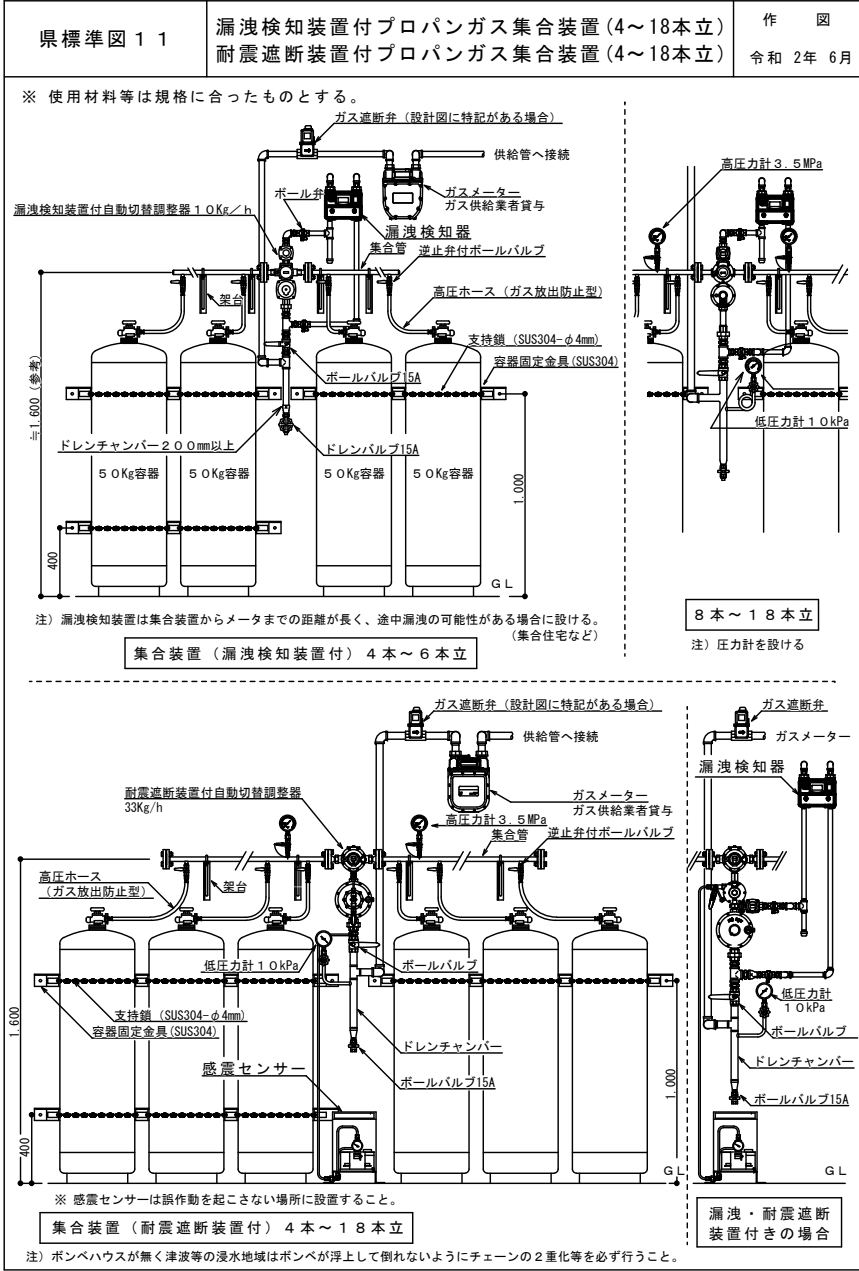 県標準図11
漏洩検知装置付プロパンガス集合装置(4～18本立)
耐震遮断装置付プロパンガス集合装置(4～18本立)
作　図
令和 2年 6月
※ 使用材料等は規格に合ったものとする。
ガス遮断弁（設計図に特記がある場合）
供給管へ接続
ボール弁
ガスメーター
ガス供給業者貸与
漏洩検知装置付自動切替調整器10Kg／h
漏洩検知器
集合管
逆止弁付ボールバルブ
架台
高圧ホース（ガス放出防止型）
支持鎖（SUS304-φ4mm）
容器固定金具(SUS304)
ボールバルブ15A
≒1,600（参考）
ドレンチャンバー200mm以上
ドレンバルブ15A
50Kg容器
50Kg容器
50Kg容器
50Kg容器
1,000
400
GL
注）漏洩検知装置は集合装置からメータまでの距離が長く、途中漏洩の可能性がある場合に設ける。
（集合住宅など）
集合装置（漏洩検知装置付）4本～6本立
高圧力計3.5MPa
低圧力計10kPa
8本～18本立
注）圧力計を設ける
ガス遮断弁（設計図に特記がある場合）
供給管へ接続
耐震遮断装置付自動切替調整器
33Kg/h
ガスメーター
ガス供給業者貸与
高圧力計3.5MPa
集合管
逆止弁付ボールバルブ
高圧ホース
（ガス放出防止型）
架台
低圧力計10kPa
ボールバルブ
支持鎖（SUS304-φ4mm）
容器固定金具(SUS304)
ドレンチャンバー
感震センサー
ボールバルブ15A
1,600
400
1,000
GL
※ 感震センサーは誤作動を起こさない場所に設置すること。
集合装置（耐震遮断装置付）4本～18本立
ガス遮断弁
ガスメーター
漏洩検知器
低圧力計
10kPa
ボールバルブ
ドレンチャンバー
ボールバルブ15A
GL
漏洩・耐震遮断
装置付きの場合
注）ボンベハウスが無く津波等の浸水地域はボンベが浮上して倒れないようにチェーンの2重化等を必ず行うこと。